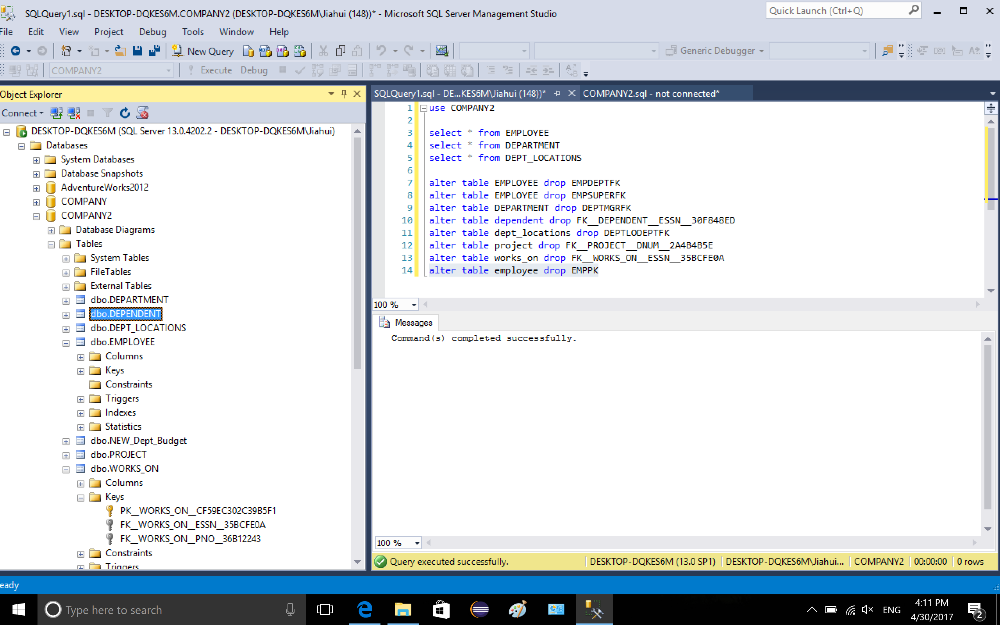 SQLQuery1.sql - DESKTOP-DQKES6M.COMPANY2 (DESKTOP-DQKES6M\Jiahui (148))* - Microsoft SQL Server Management Studio
Quick Launch (Ctrl+Q)
File Edit View Project Debug Tools Window Help
New Query
Generic Debugger
COMPANY2
Execute Debug
Object Explorer
Connect
DESKTOP-DQKES6M (SQL Server 13.0.4202.2 - DESKTOP-DQKES6M\Jiahui)
Databases
System Databases
Database Snapshots
AdventureWorks2012
COMPANY
COMPANY2
Database Diagrams
Tables
System Tables
FileTables
External Tables
dbo.DEPARTMENT
dbo.DEPENDENT
dbo.DEPT_LOCATIONS
dbo.EMPLOYEE
Columns
Keys
Constraints
Triggers
Indexes
Statistics
dbo.NEW_Dept_Budget
dbo.PROJECT
dbo.WORKS_ON
Columns
Keys
PK__WORKS_ON__CF59EC302C39B5F1
FK__WORKS_ON__ESSN__35BCFE0A
FK__WORKS_ON__PNO__36B12243
Constraints
Triggers
SQLQuery1.sql - DE...KES6M\Jiahui (148))* COMPANY2.sql - not connected*
1 use COMPANY2
2
3 select * from EMPLOYEE
4 select * from DEPARTMENT
5 select * from DEPT_LOCATIONS
6
7 alter table EMPLOYEE drop EMPDEPTFK
8 alter table EMPLOYEE drop EMPSUPERFK
9 alter table DEPARTMENT drop DEPTMGRFK
10 alter table dependent drop FK__DEPENDENT__ESSN__30F848ED
11 alter table dept_locations drop DEPTLODEPTFK
12 alter table project drop FK__PROJECT__DNUM__2A4B4B5E
13 alter table works_on drop FK__WORKS_ON__ESSN__35BCFE0A
14 alter table employee drop EMPPK
100 %
Messages
Command(s) completed successfully.
100 %
Query executed successfully. DESKTOP-DQKES6M (13.0 SP1) DESKTOP-DQKES6M\Jiahui... COMPANY2 00:00:00 0 rows
eady
Type here to search
ENG
4:11 PM
4/30/2017
2